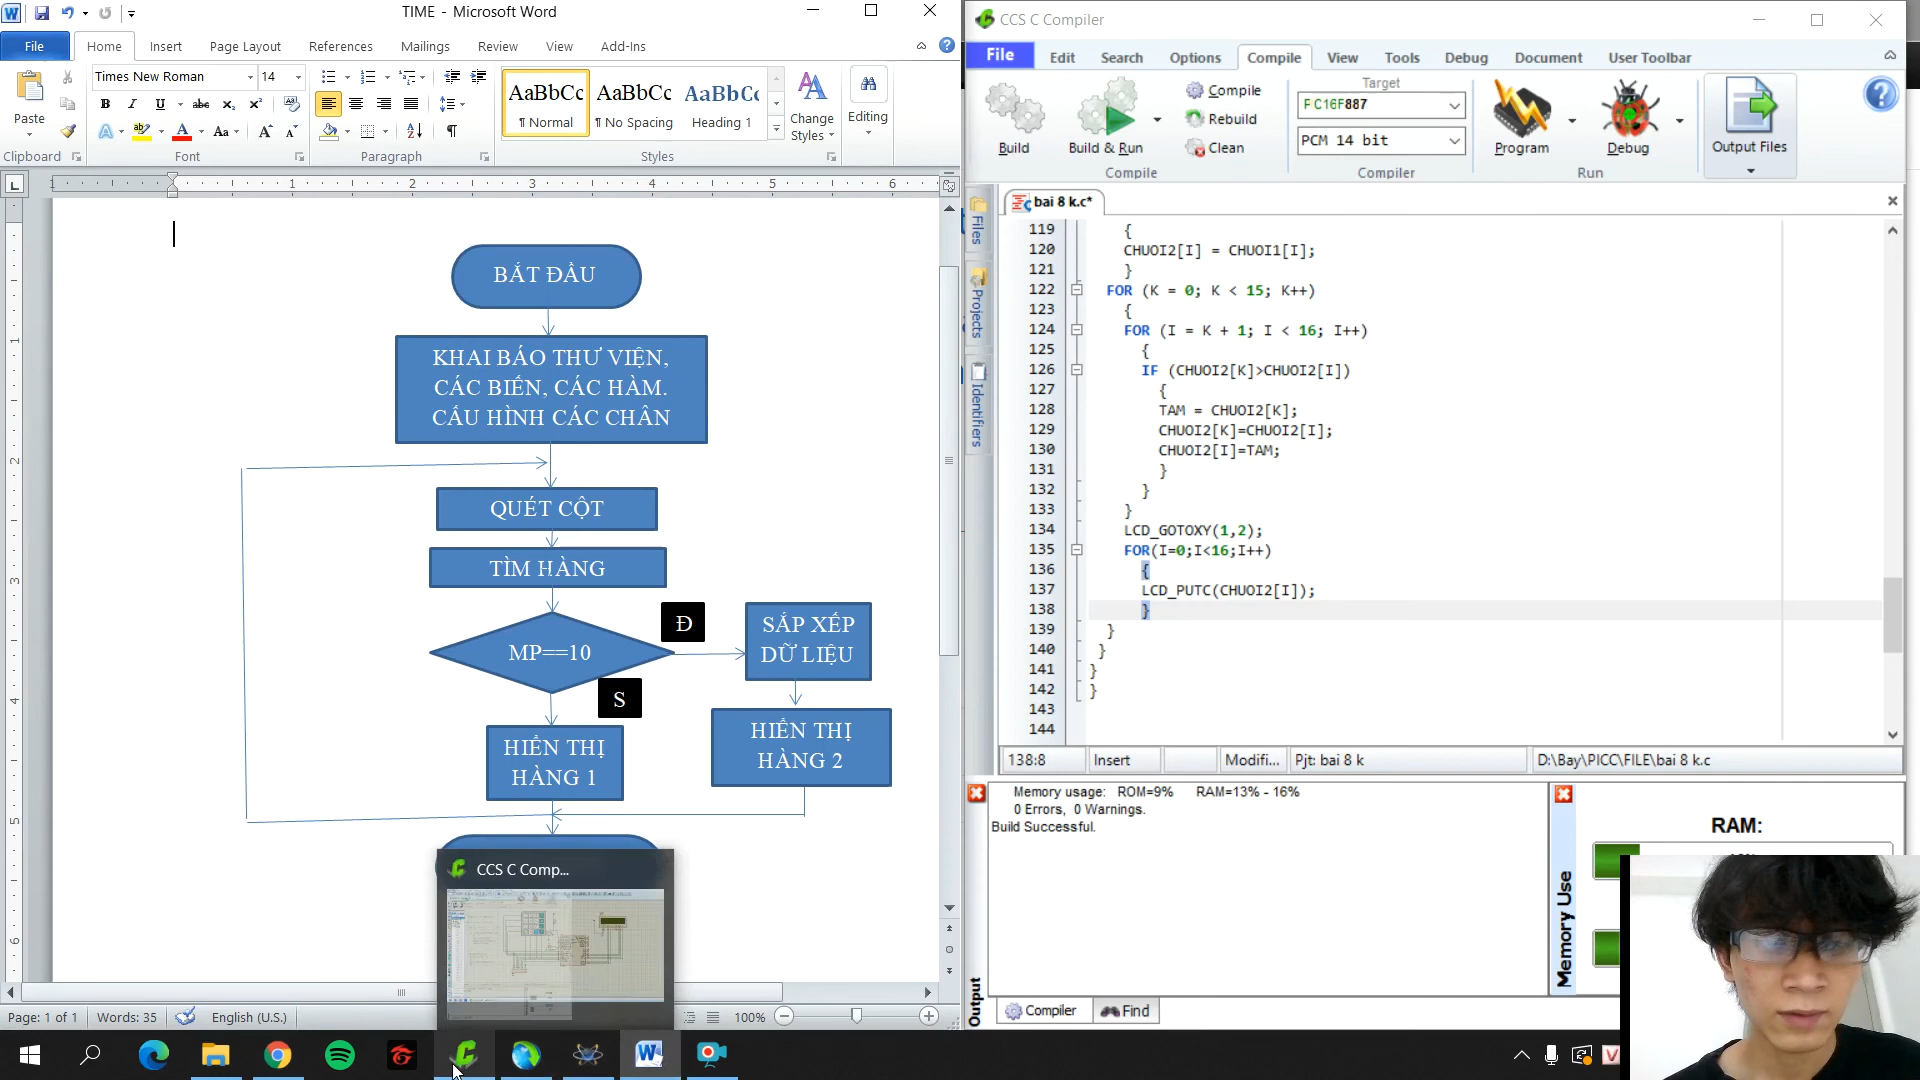 TIME - Microsoft Word
File Home Insert Page Layout References Mailings Review View Add-Ins
Times New Roman 14
Paste
Clipboard Font Paragraph Styles
AaBbCc AaBbCc AaBbC
¶ Normal ¶ No Spacing Heading 1
Change Styles
Editing
BẮT ĐẦU
KHAI BÁO THƯ VIỆN,
CÁC BIẾN, CÁC HÀM.
CẤU HÌNH CÁC CHÂN
QUÉT CỘT
TÌM HÀNG
MP==10
Đ
S
SẮP XẾP
DỮ LIỆU
HIỂN THỊ
HÀNG 1
HIỂN THỊ
HÀNG 2
CCS C Comp...
Page: 1 of 1 Words: 35 English (U.S.) 100%
CCS C Compiler
File Edit Search Options Compile View Tools Debug Document User Toolbar
Build
Build & Run
Compile
Rebuild
Clean
Compile
Target
PCM 14 bit
Compiler
Program
Debug
Run
Output Files
bai 8 k.c*
Files
Projects
Identifiers
119 {
120 CHUOI2[I] = CHUOI1[I];
121 }
122 FOR (K = 0; K < 15; K++)
123 {
124 FOR (I = K + 1; I < 16; I++)
125 {
126 IF (CHUOI2[K]>CHUOI2[I])
127 {
128 TAM = CHUOI2[K];
129 CHUOI2[K]=CHUOI2[I];
130 CHUOI2[I]=TAM;
131 }
132 }
133 }
134 LCD_GOTOXY(1,2);
135 FOR(I=0;I<16;I++)
136 {
137 LCD_PUTC(CHUOI2[I]);
138 }
139 }
140 }
141 }
142 }
143
144
138:8 Insert Modifi... Pjt: bai 8 k D:\Bay\PICC\FILE\bai 8 k.c
Memory usage: ROM=9% RAM=13% - 16%
0 Errors, 0 Warnings.
Build Successful.
Output
Compiler Find
Memory Use
RAM: